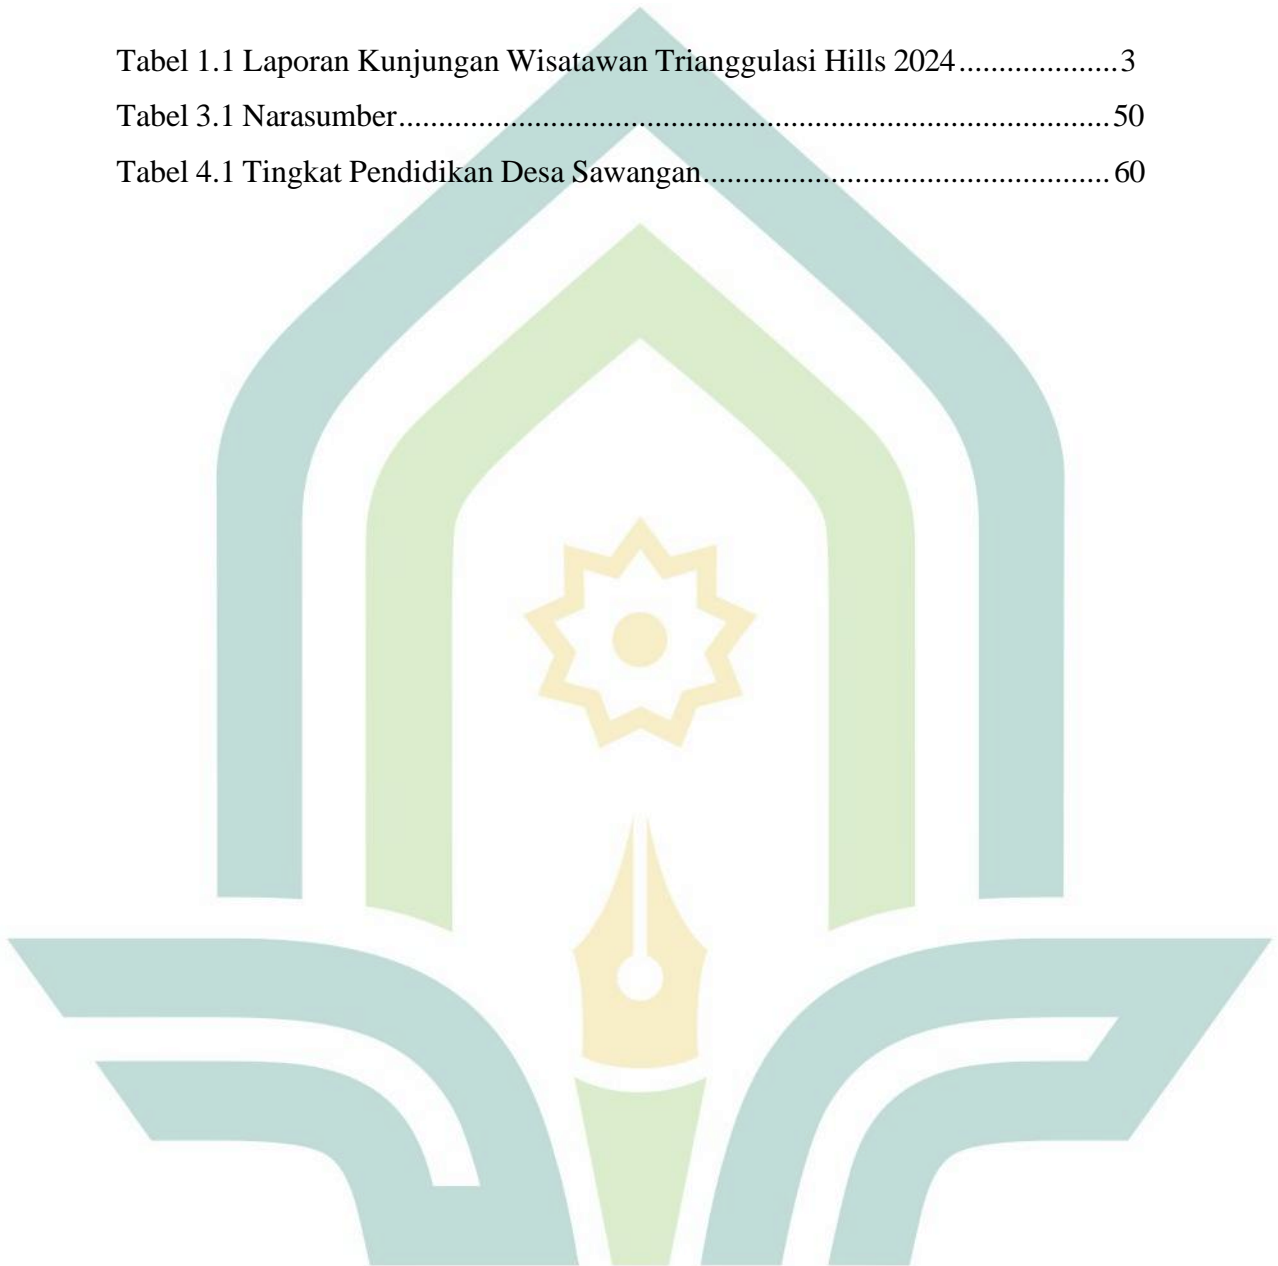 Tabel 1.1 Laporan Kunjungan Wisatawan Trianggulasi Hills 2024....................3
Tabel 3.1 Narasumber.........................................................................................50
Tabel 4.1 Tingkat Pendidikan Desa Sawangan...................................................60